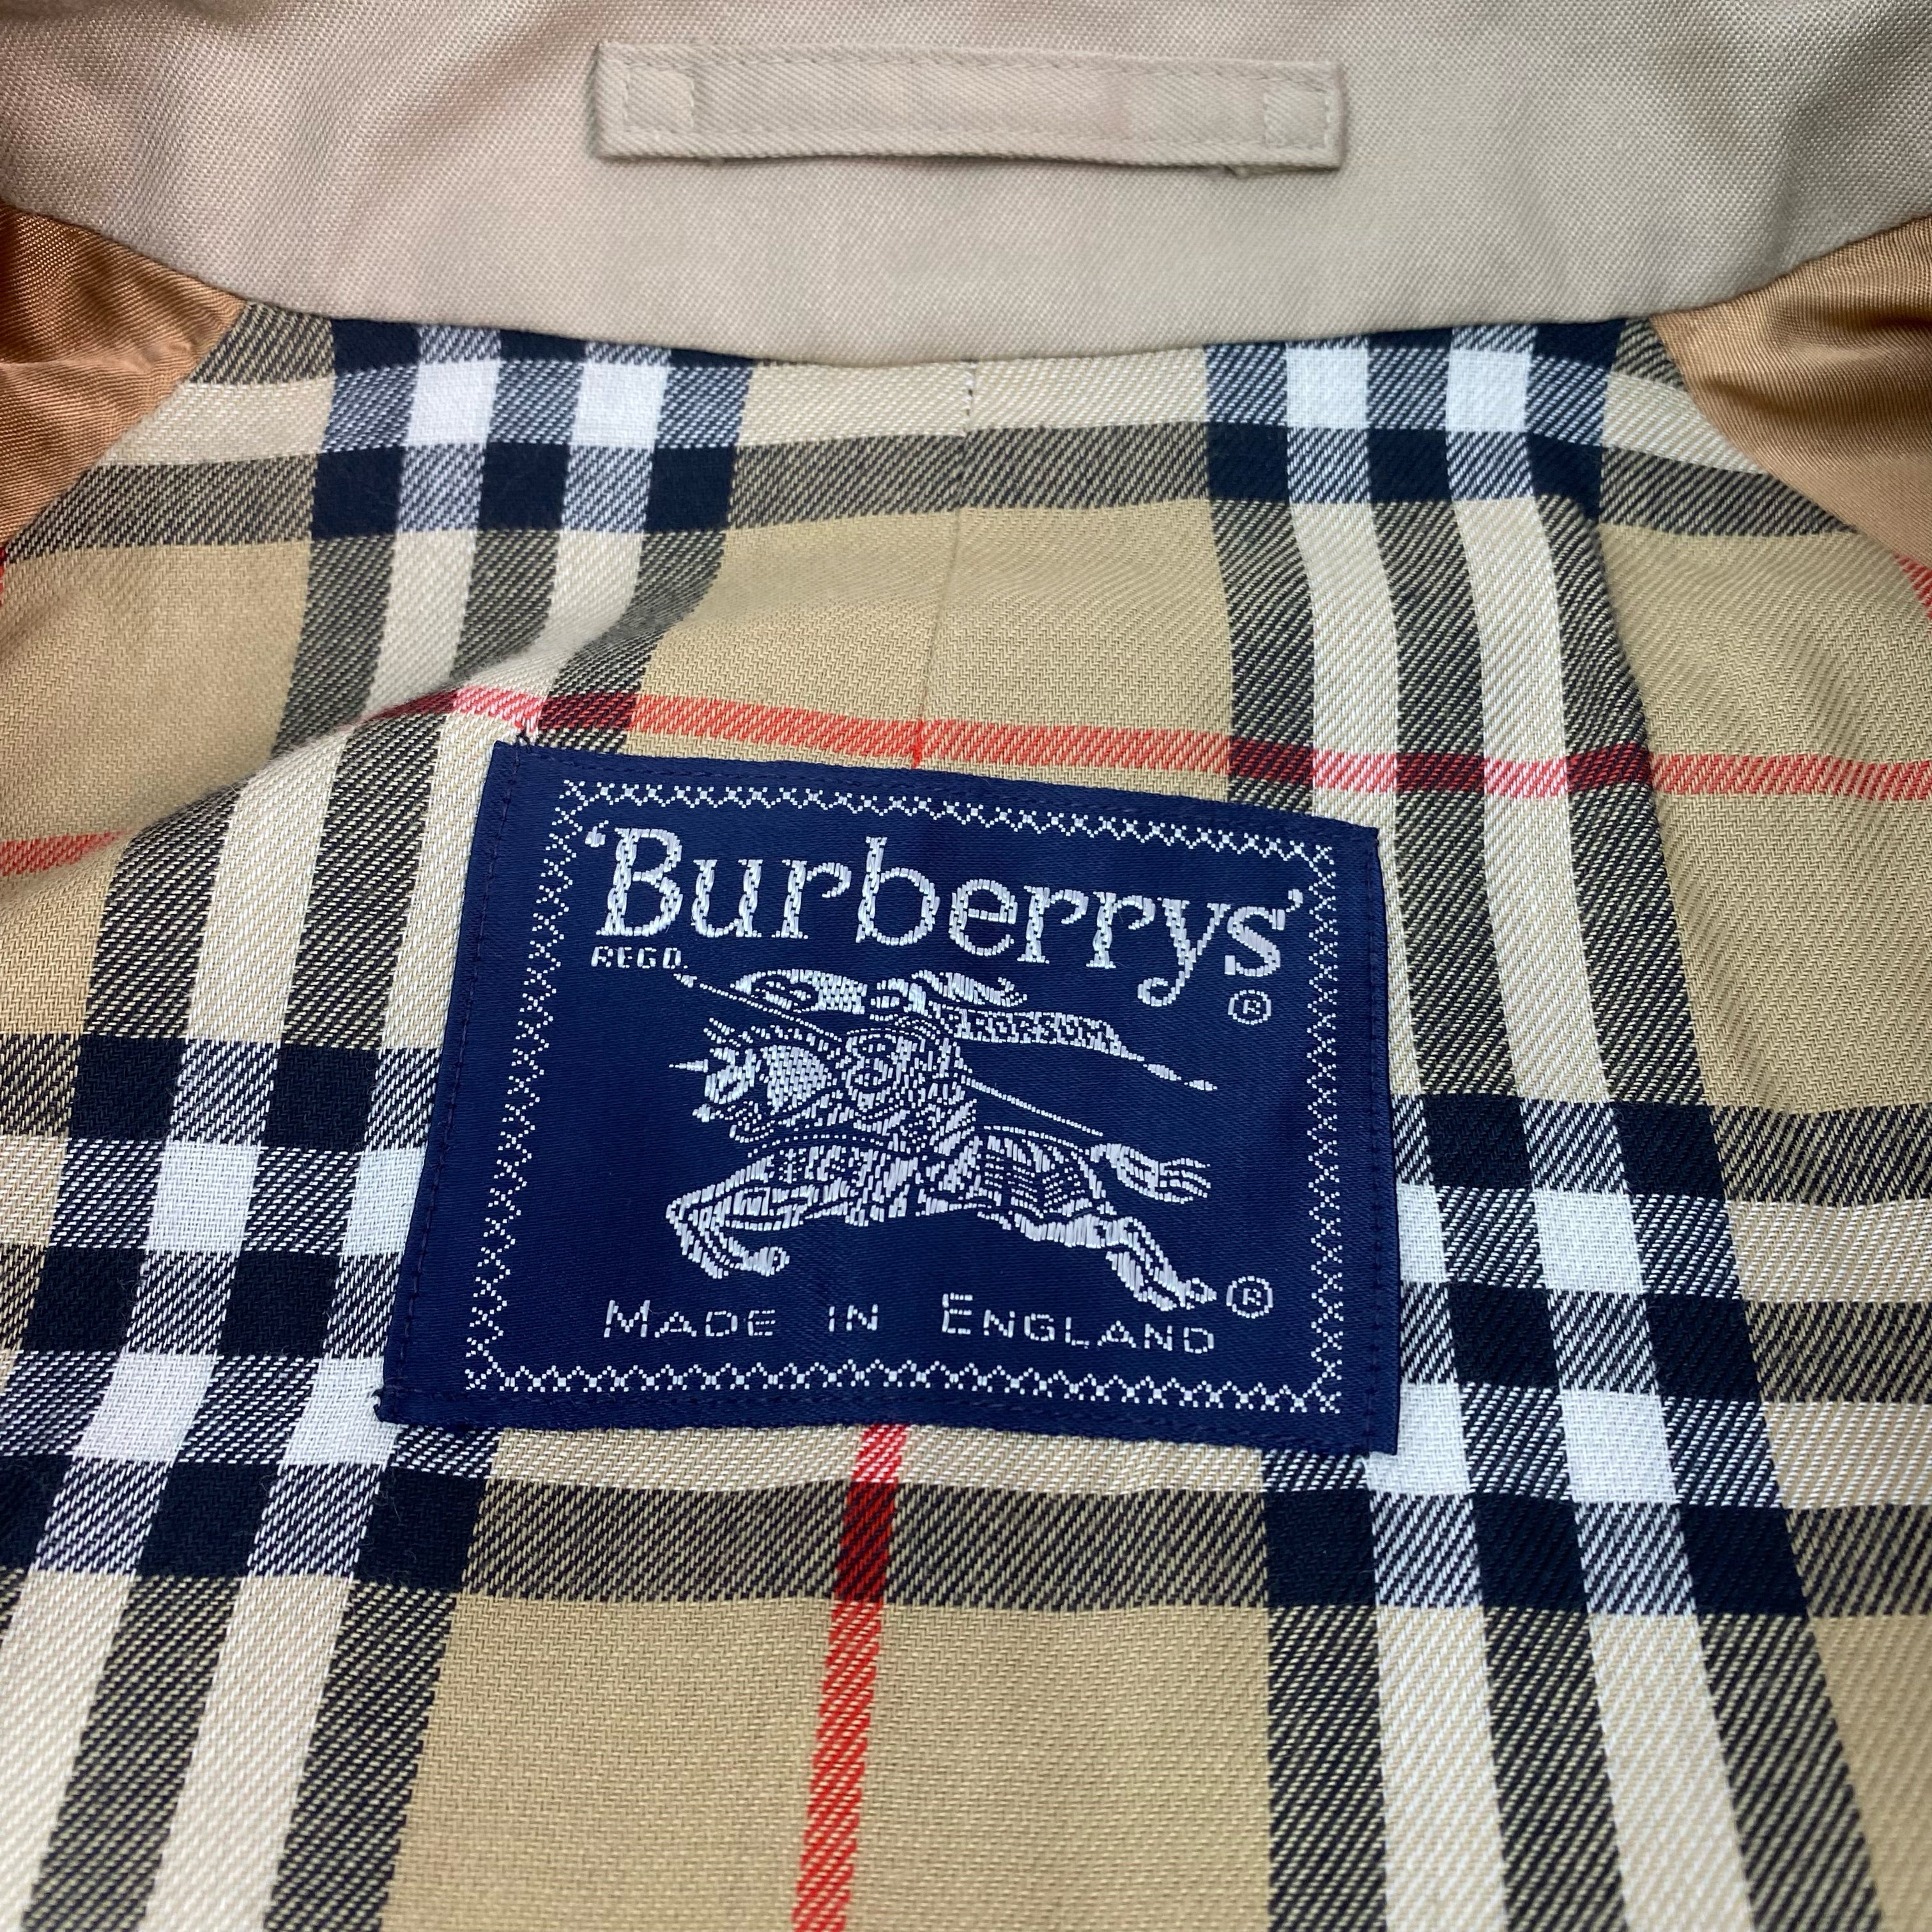 'Burberrys'
REGD.
®
PRORSUM
®
MADE IN ENGLAND